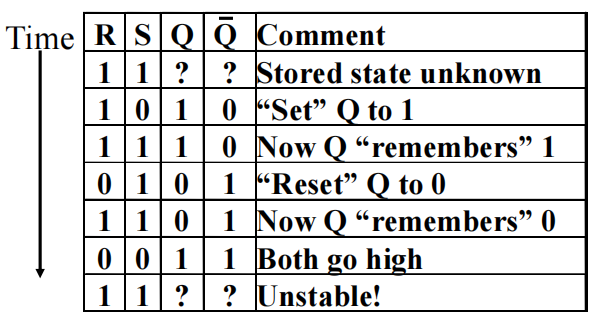 Time
R S Q Q̅ Comment
1 1 ? ? Stored state unknown
1 0 1 0 “Set” Q to 1
1 1 1 0 Now Q “remembers” 1
0 1 0 1 “Reset” Q to 0
1 1 0 1 Now Q “remembers” 0
0 0 1 1 Both go high
1 1 ? ? Unstable!